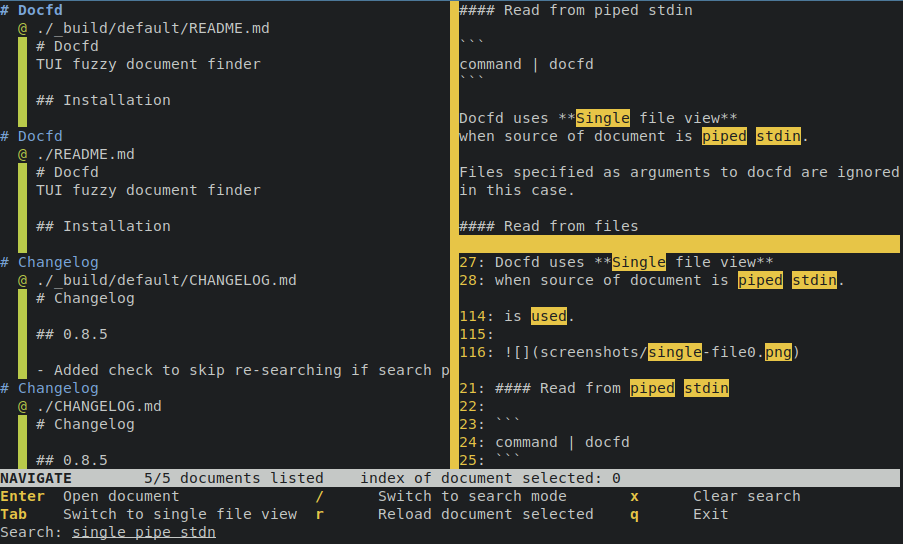 # Docfd
@ ./_build/default/README.md
# Docfd
TUI fuzzy document finder
## Installation
# Docfd
@ ./README.md
# Docfd
TUI fuzzy document finder
## Installation
# Changelog
@ ./_build/default/CHANGELOG.md
# Changelog
## 0.8.5
- Added check to skip re-searching if search p
# Changelog
@ ./CHANGELOG.md
# Changelog
## 0.8.5
#### Read from piped stdin
```
command | docfd
```
Docfd uses **Single file view**
when source of document is piped stdin.
Files specified as arguments to docfd are ignored
in this case.
#### Read from files
27: Docfd uses **Single file view**
28: when source of document is piped stdin.
114: is used.
115:
116: ![](screenshots/single-file0.png)
21: #### Read from piped stdin
22:
23: ```
24: command | docfd
25: ```
NAVIGATE 5/5 documents listed index of document selected: 0
Enter Open document / Switch to search mode x Clear search
Tab Switch to single file view r Reload document selected q Exit
Search: single pipe stdn